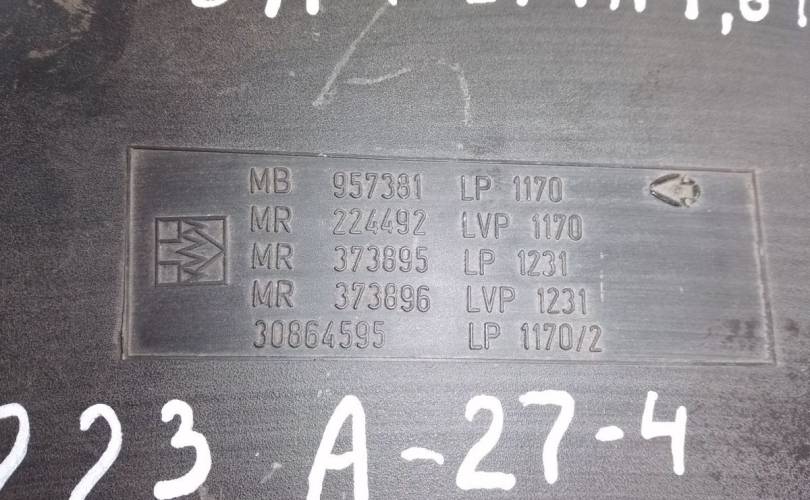 MB 957381 LP 1170
MR 224492 LVP 1170
MR 373895 LP 1231
MR 373896 LVP 1231
30864595 LP 1170/2
223 A-27-4